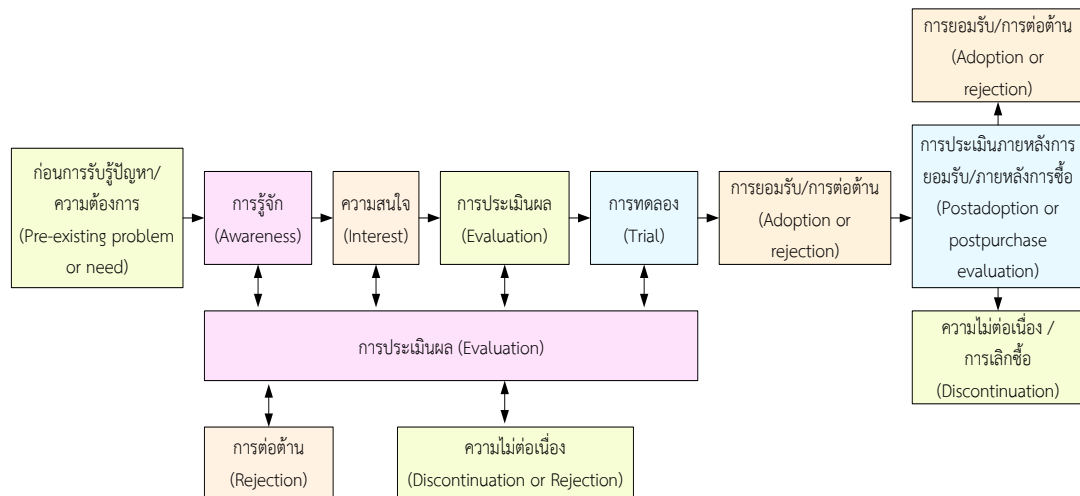 การยอมรับ/การต่อต้าน
(Adoption or
rejection)
ก่อนการรับรู้ปัญหา/
ความต้องการ
(Pre-existing problem
or need)
การรู้จัก
(Awareness)
ความสนใจ
(Interest)
การประเมินผล
(Evaluation)
การทดลอง
(Trial)
การยอมรับ/การต่อต้าน
(Adoption or
rejection)
การประเมินภายหลังการ
ยอมรับ/ภายหลังการซื้อ
(Postadoption or
postpurchase
evaluation)
การประเมินผล (Evaluation)
ความไม่ต่อเนื่อง /
การเลิกซื้อ
(Discontinuation)
การต่อต้าน
(Rejection)
ความไม่ต่อเนื่อง
(Discontinuation or Rejection)